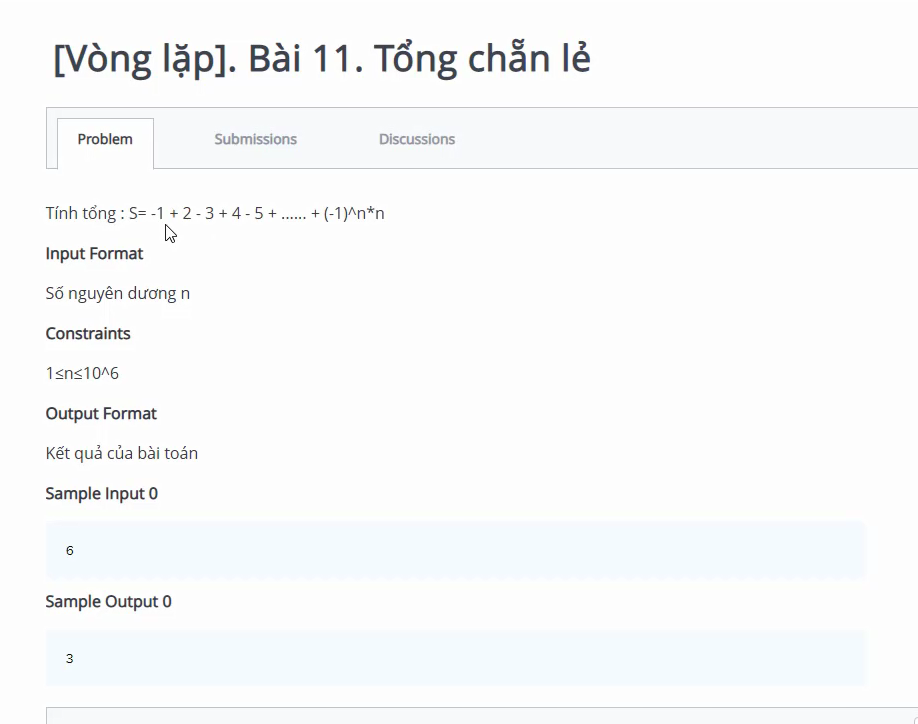 [Vòng lặp]. Bài 11. Tổng chẵn lẻ
Problem
Submissions
Discussions
Tính tổng : S= -1 + 2 - 3 + 4 - 5 + ...... + (-1)^n*n
Input Format
Số nguyên dương n
Constraints
1≤n≤10^6
Output Format
Kết quả của bài toán
Sample Input 0
6
Sample Output 0
3